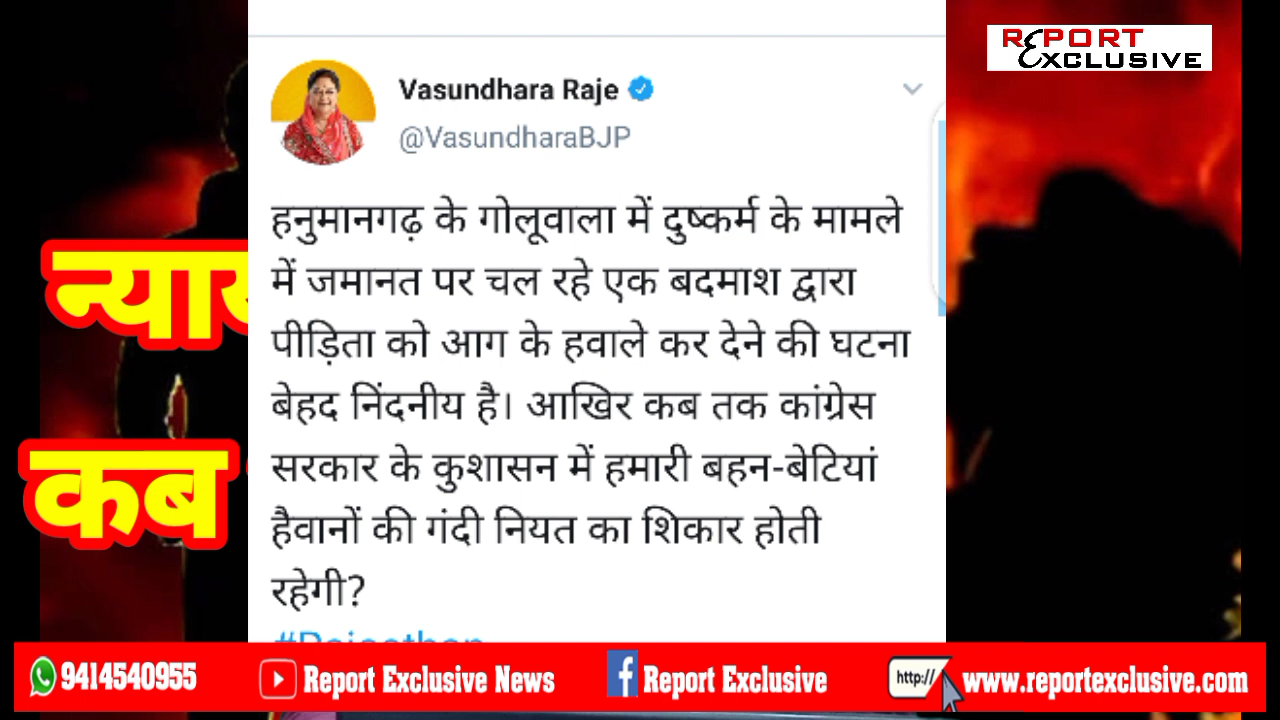 REPORT
EXCLUSIVE
Vasundhara Raje
@VasundharaBJP
हनुमानगढ़ के गोलूवाला में दुष्कर्म के मामले
में जमानत पर चल रहे एक बदमाश द्वारा
पीड़िता को आग के हवाले कर देने की घटना
बेहद निंदनीय है। आखिर कब तक कांग्रेस
सरकार के कुशासन में हमारी बहन-बेटियां
हैवानों की गंदी नियत का शिकार होती
रहेगी?
कब
9414540955
Report Exclusive News
Report Exclusive
http://
www.reportexclusive.com